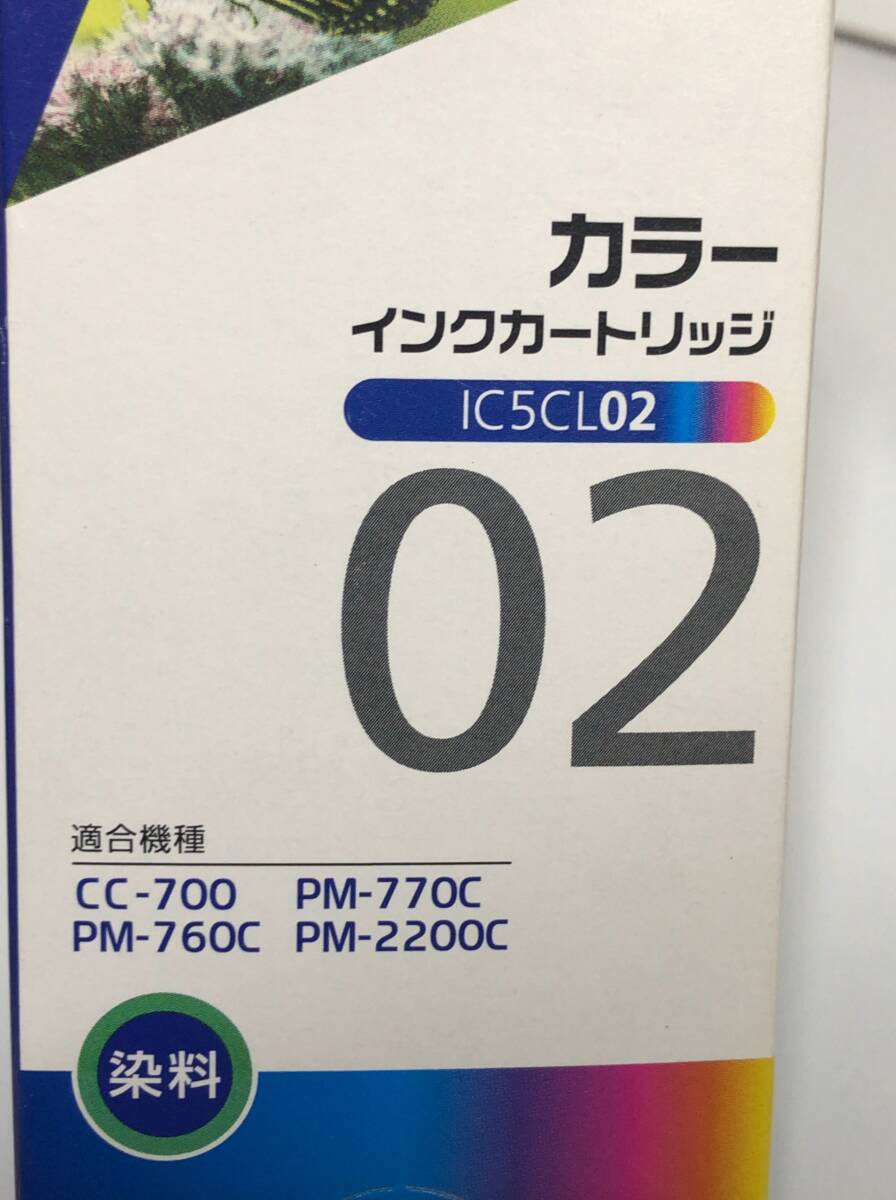 カラー
インクカートリッジ
IC5CL02
02
適合機種
CC-700 PM-770C
PM-760C PM-2200C
染料